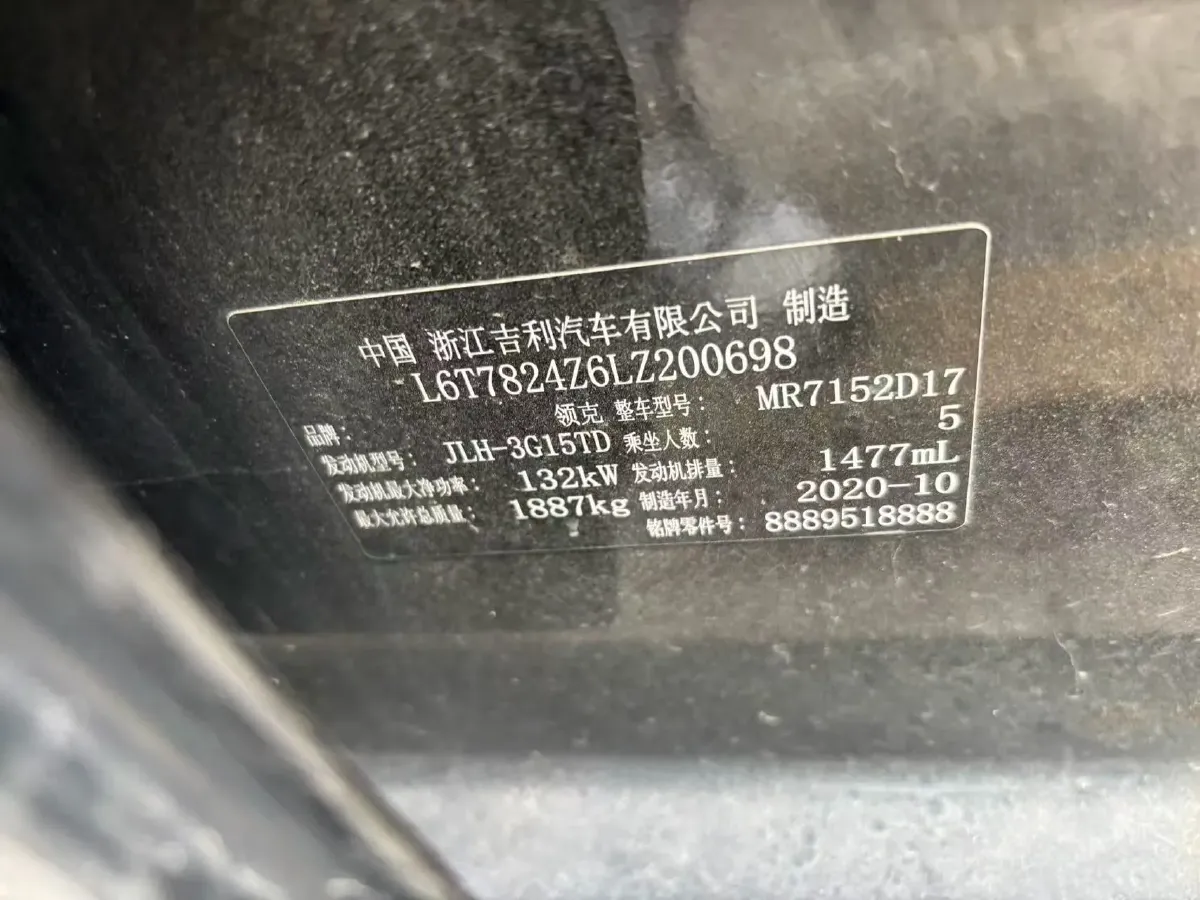 中国 浙江吉利汽车有限公司 制造
L6T7824Z6LZ200698
品牌： 领克 整车型号： MR7152D17
发动机型号： JLH-3G15TD 乘坐人数： 5
发动机最大净功率： 132kW 发动机排量： 1477mL
最大允许总质量： 1887kg 制造年月： 2020-10
铭牌零件号： 8889518888